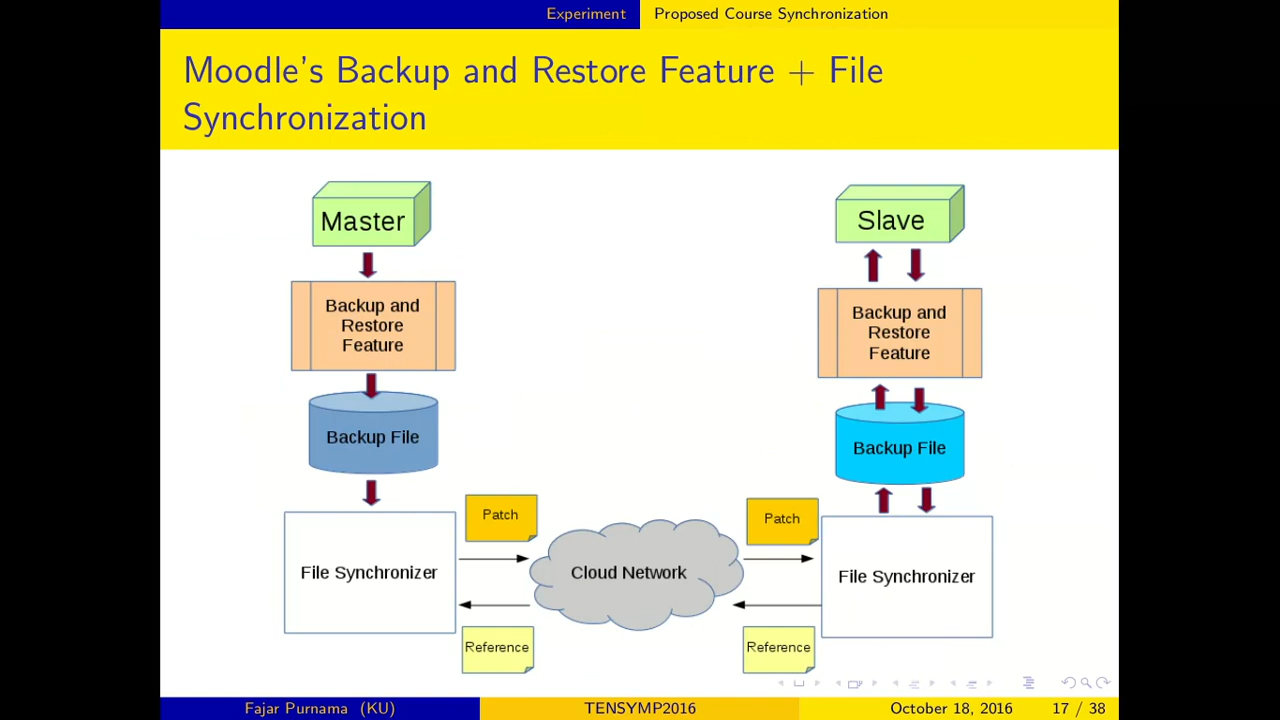 Experiment
Proposed Course Synchronization
Moodle's Backup and Restore Feature + File
Synchronization
Master
Slave
Backup and
Restore
Feature
Backup and
Restore
Feature
Backup File
Backup File
Patch
Patch
File Synchronizer
Cloud Network
File Synchronizer
Reference
Reference
Fajar Purnama (KU)
TENSYMP2016
October 18, 2016
17 / 38